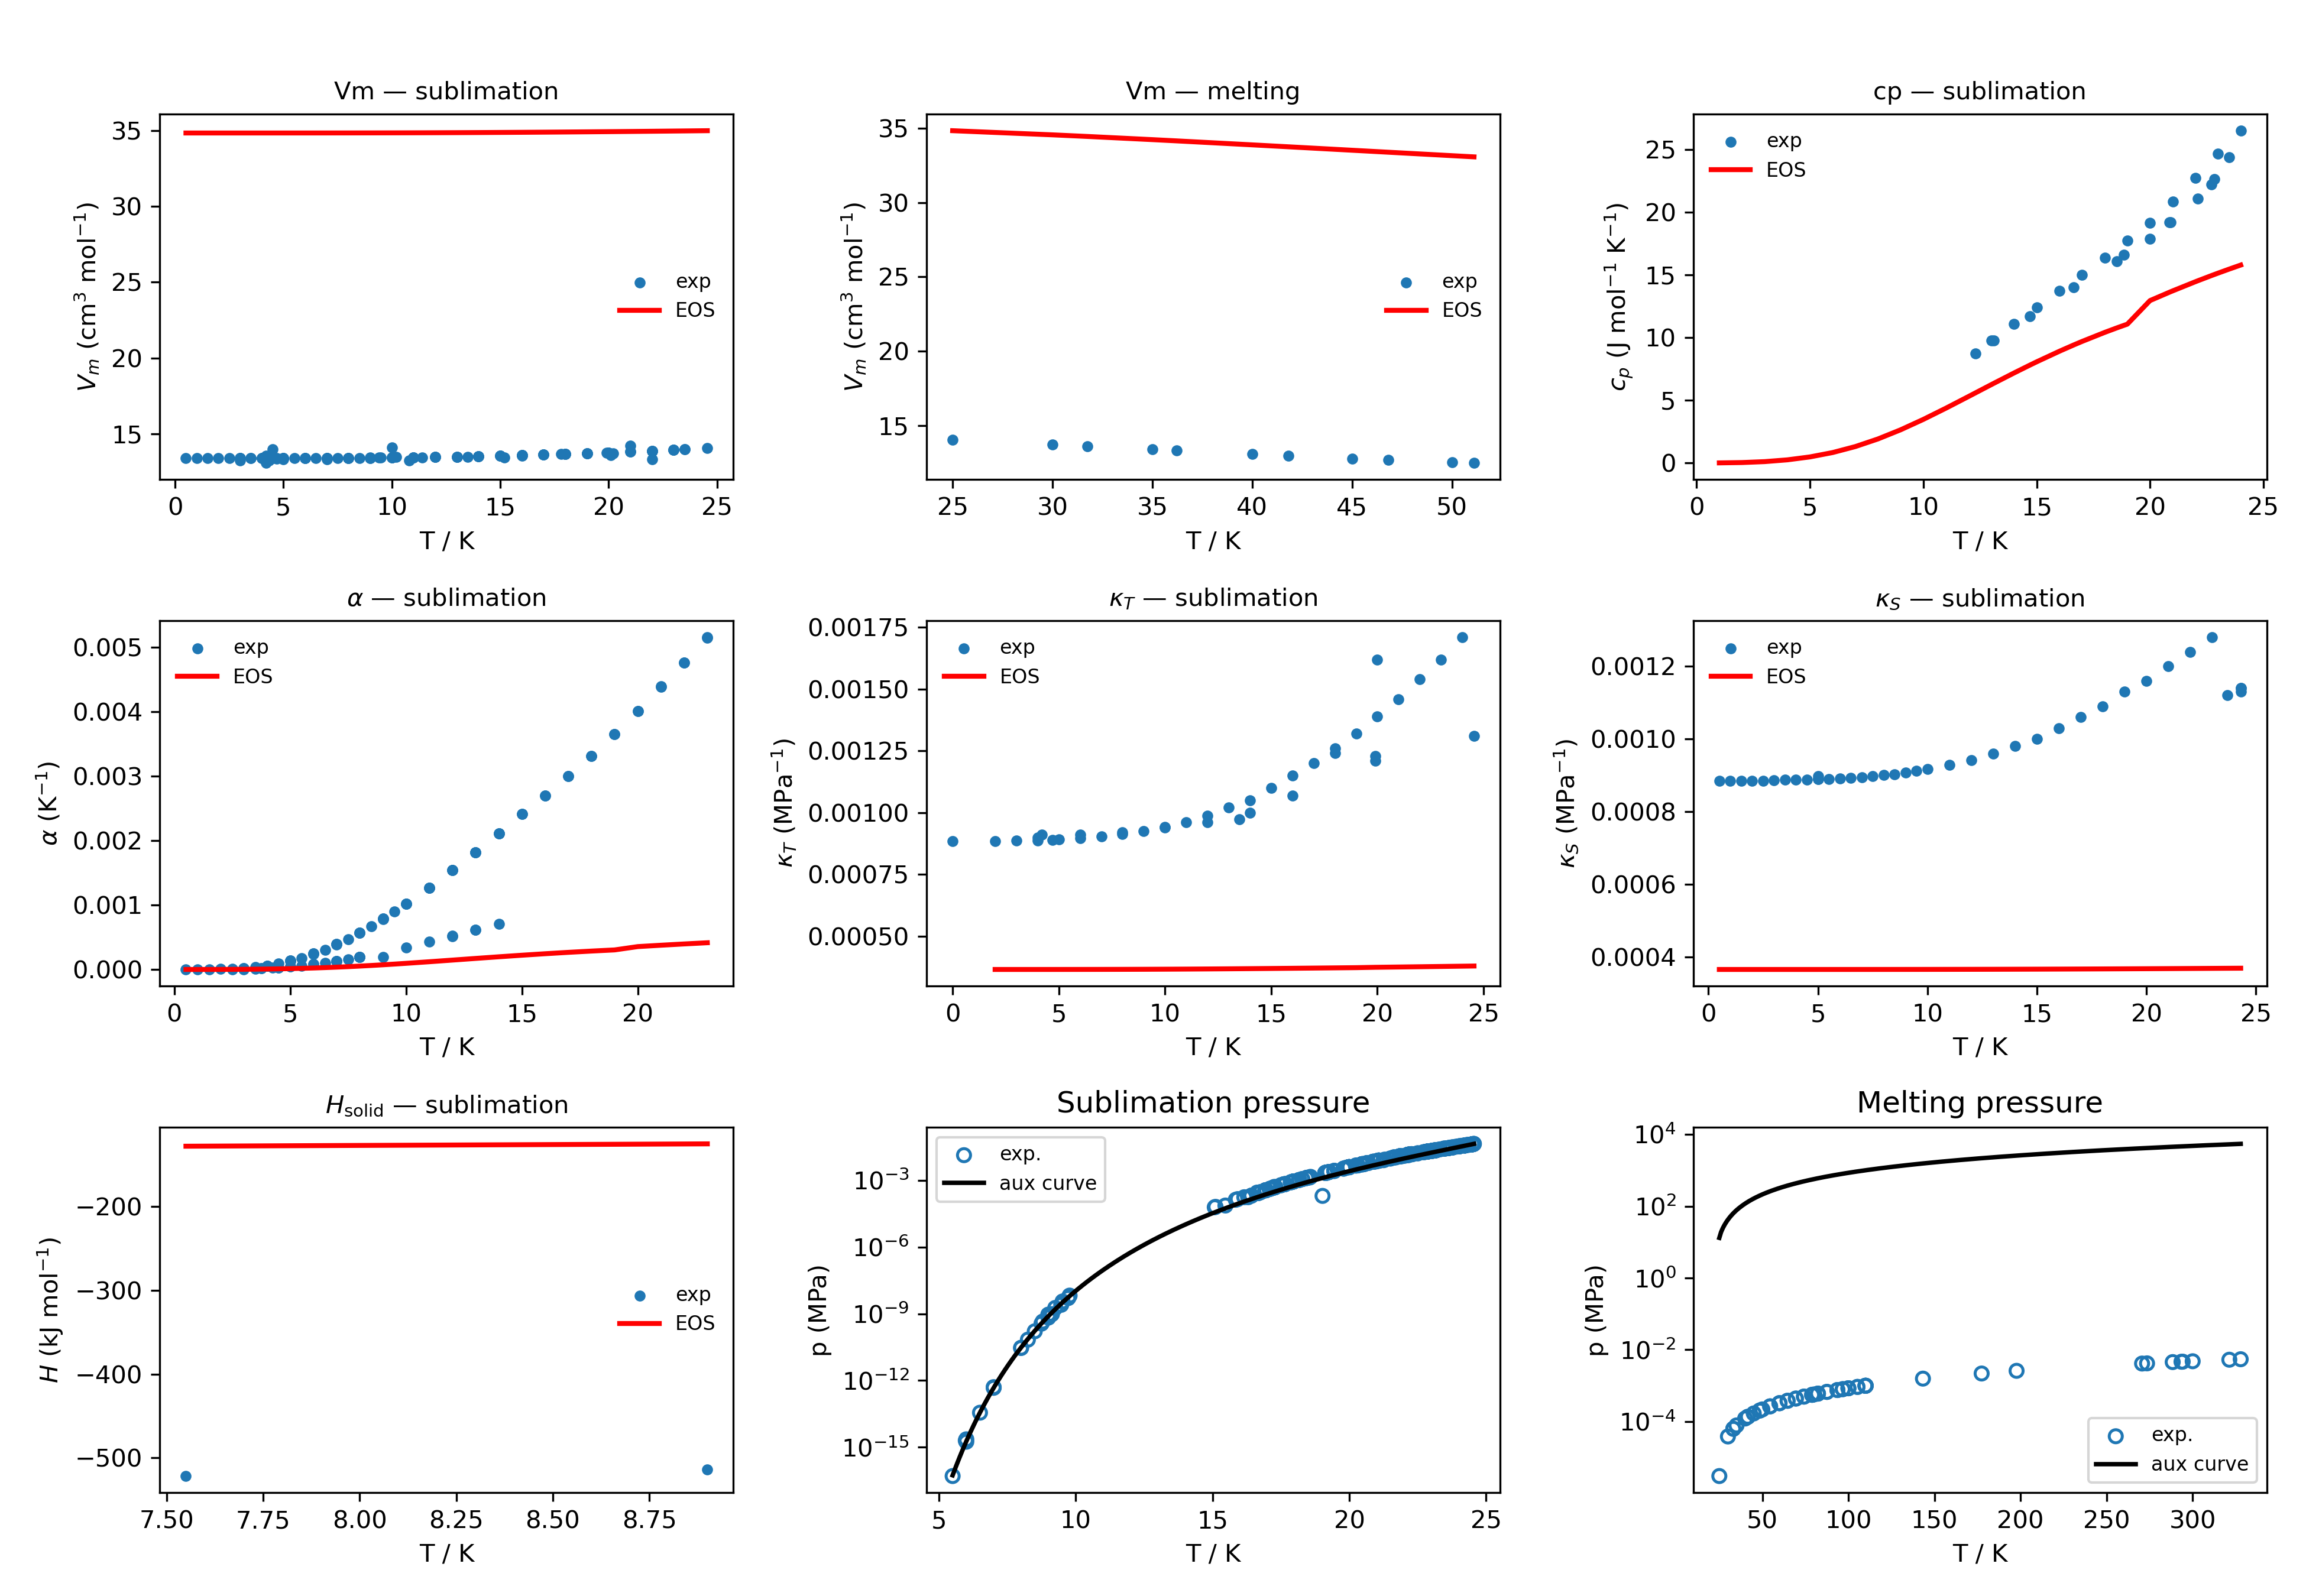 Vm — sublimation
35
30
25
20
15
V_m (cm³ mol⁻¹)
exp
EOS
0 5 10 15 20 25
T / K
Vm — melting
35
30
25
20
15
V_m (cm³ mol⁻¹)
exp
EOS
25 30 35 40 45 50
T / K
cp — sublimation
exp
EOS
25
20
15
10
5
0
c_p (J mol⁻¹ K⁻¹)
0 5 10 15 20 25
T / K
α — sublimation
exp
EOS
0.005
0.004
0.003
0.002
0.001
0.000
α (K⁻¹)
0 5 10 15 20
T / K
κ_T — sublimation
exp
EOS
0.00175
0.00150
0.00125
0.00100
0.00075
0.00050
κ_T (MPa⁻¹)
0 5 10 15 20 25
T / K
κ_S — sublimation
exp
EOS
0.0012
0.0010
0.0008
0.0006
0.0004
κ_S (MPa⁻¹)
0 5 10 15 20 25
T / K
H_solid — sublimation
−200
−300
−400
−500
H (kJ mol⁻¹)
exp
EOS
7.50 7.75 8.00 8.25 8.50 8.75
T / K
Sublimation pressure
exp.
aux curve
10⁻³
10⁻⁶
10⁻⁹
10⁻¹²
10⁻¹⁵
p (MPa)
5 10 15 20 25
T / K
Melting pressure
10⁴
10²
10⁰
10⁻²
10⁻⁴
p (MPa)
exp.
aux curve
50 100 150 200 250 300
T / K